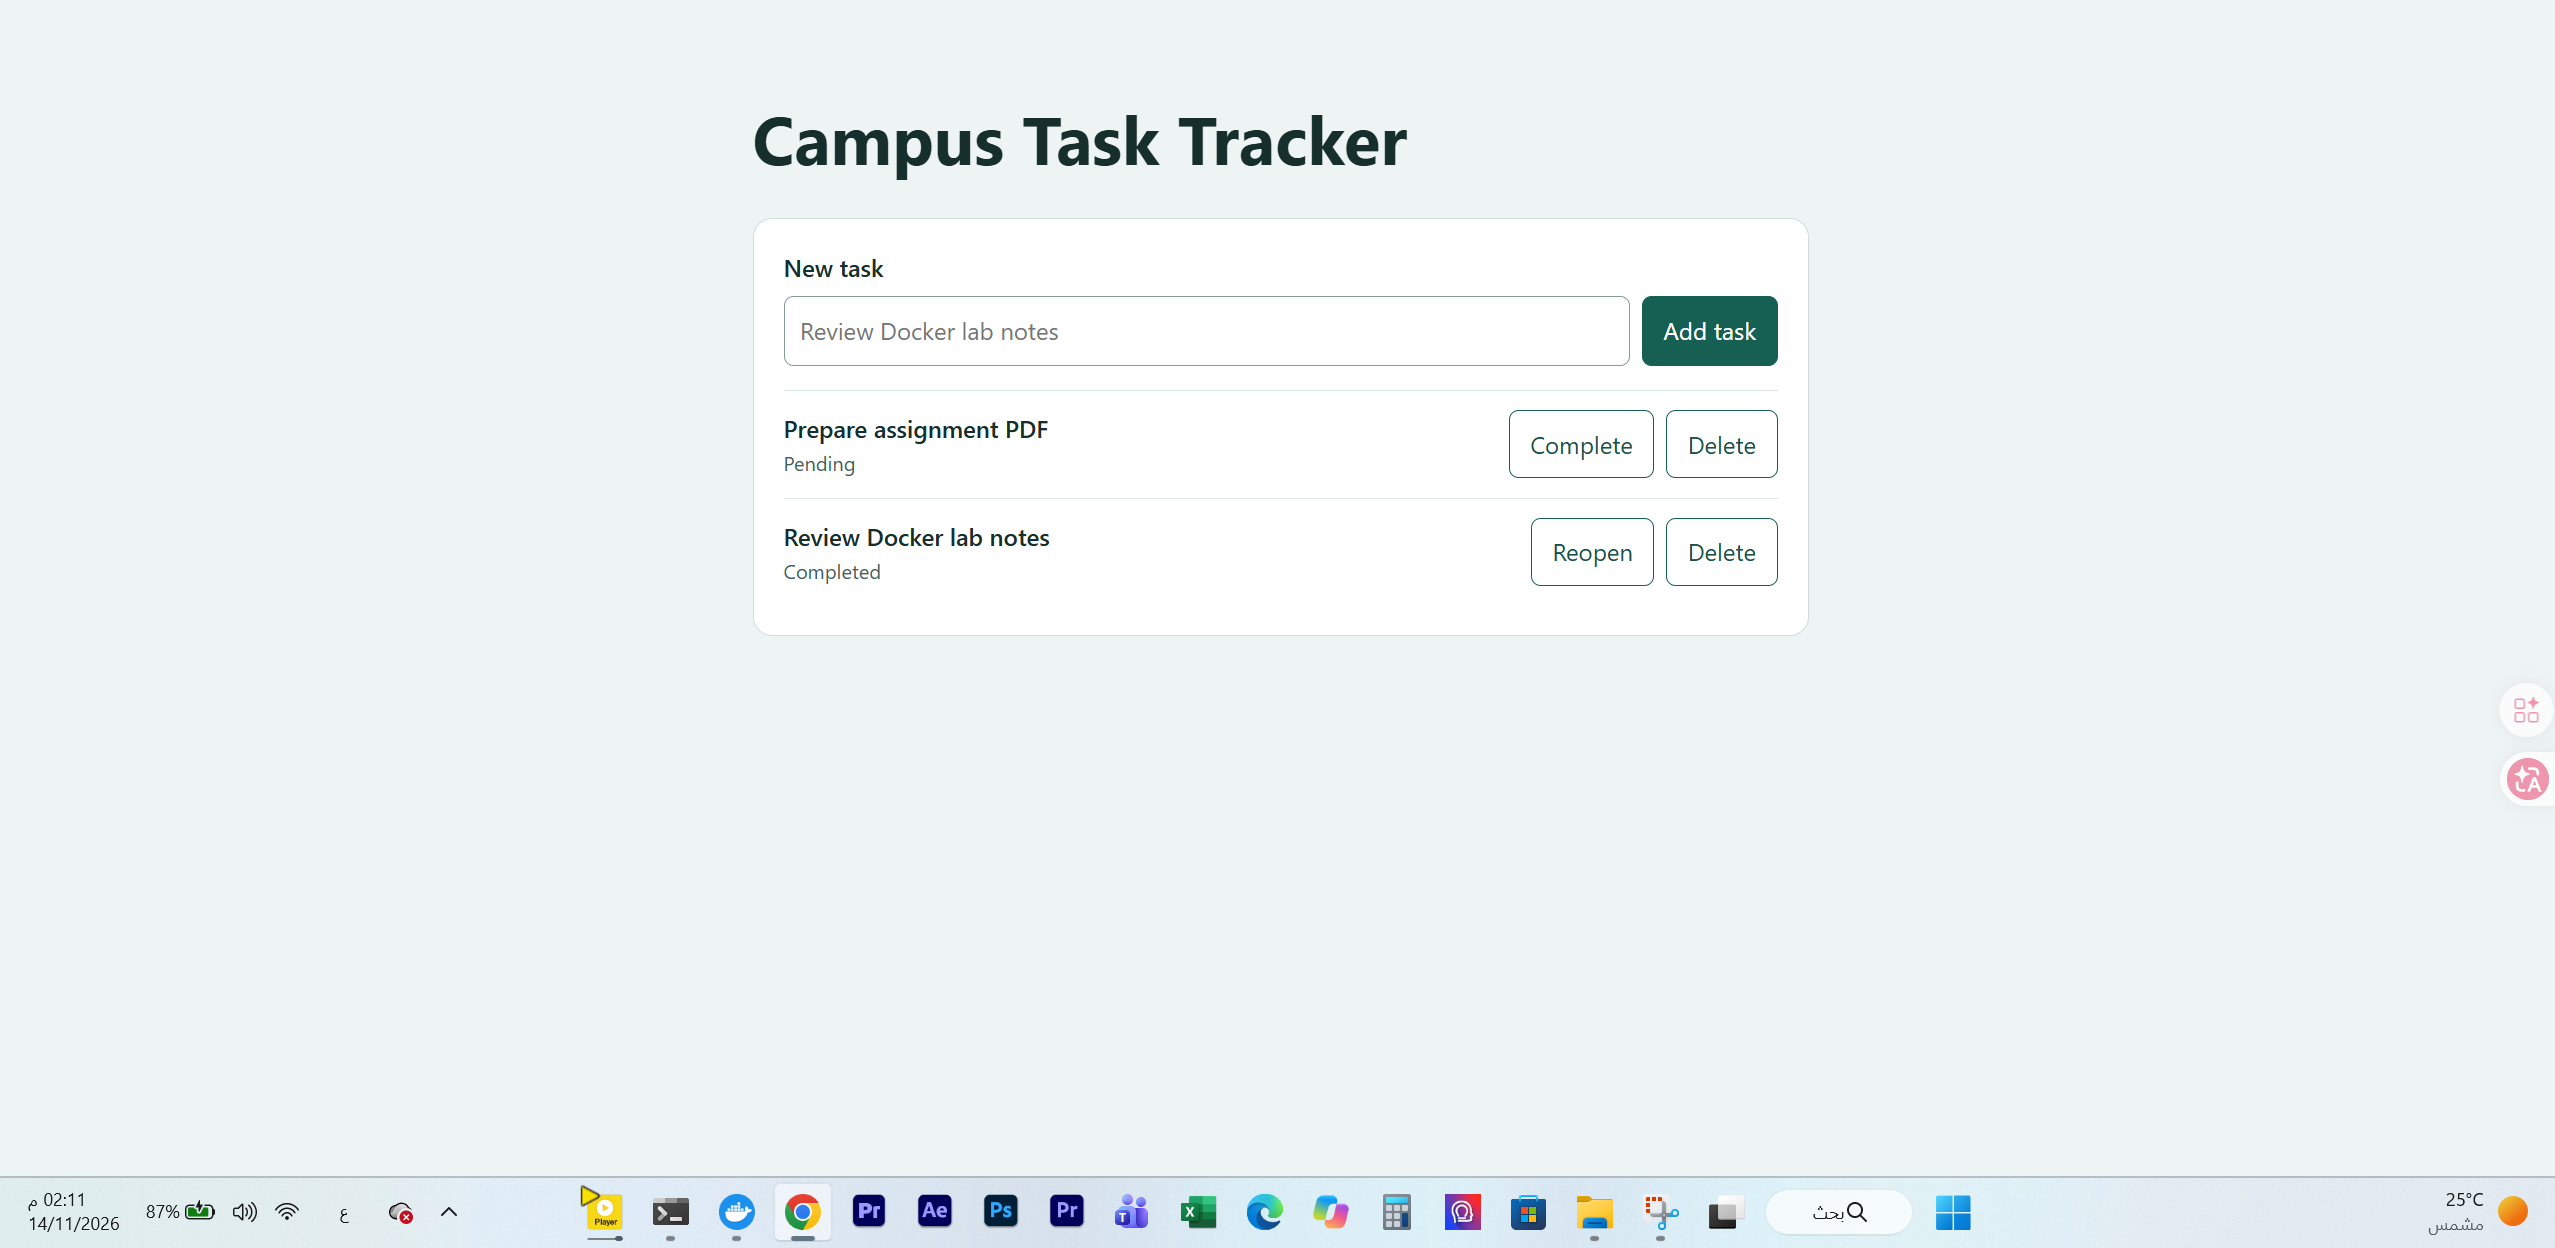 Campus Task Tracker
New task
Review Docker lab notes
Add task
Prepare assignment PDF
Pending
Complete
Delete
Review Docker lab notes
Completed
Reopen
Delete
02:11 م
14/11/2026
87%
ع
Player
Pr
Ae
Ps
Pr
T
X
بحث
25°C
مشمس
A